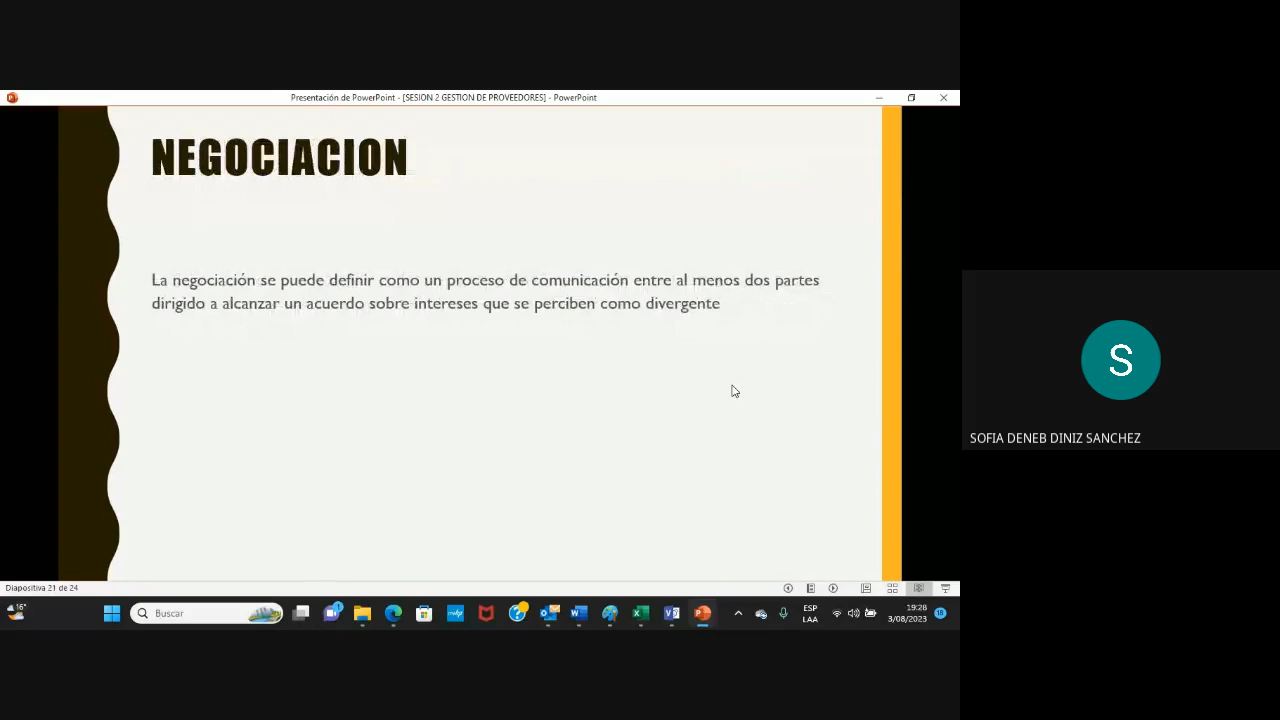 Presentación de PowerPoint - [SESION 2 GESTION DE PROVEEDORES] - PowerPoint
NEGOCIACION
La negociación se puede definir como un proceso de comunicación entre al menos dos partes
dirigido a alcanzar un acuerdo sobre intereses que se perciben como divergente
S
SOFIA DENEB DINIZ SANCHEZ
Diapositiva 21 de 24
16°
Buscar
ESP
LAA
19:28
3/08/2023